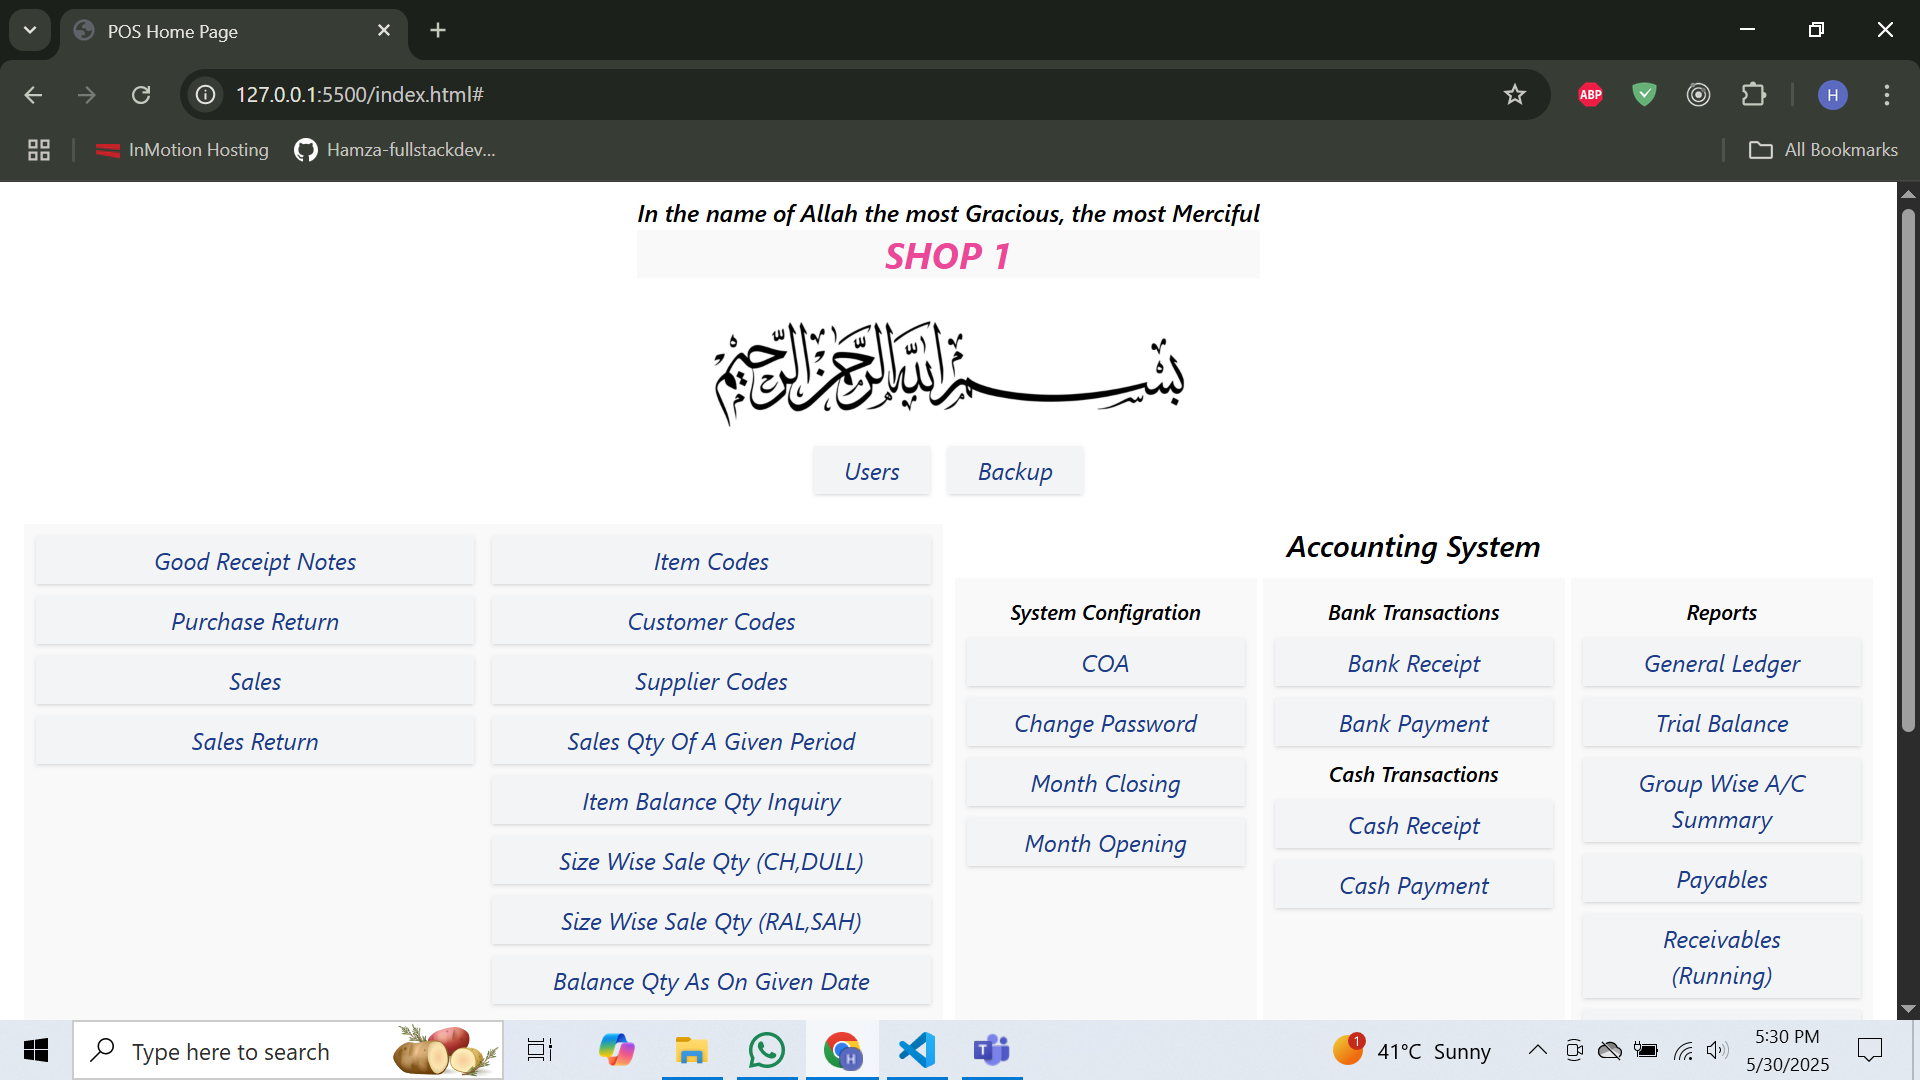 POS Home Page
127.0.0.1:5500/index.html#
ABP
H
InMotion Hosting
Hamza-fullstackdev...
All Bookmarks
In the name of Allah the most Gracious, the most Merciful
SHOP 1
بسم الله الرحمن الرحيم
Users
Backup
Good Receipt Notes
Purchase Return
Sales
Sales Return
Item Codes
Customer Codes
Supplier Codes
Sales Qty Of A Given Period
Item Balance Qty Inquiry
Size Wise Sale Qty (CH,DULL)
Size Wise Sale Qty (RAL,SAH)
Balance Qty As On Given Date
Accounting System
System Configration
COA
Change Password
Month Closing
Month Opening
Bank Transactions
Bank Receipt
Bank Payment
Cash Transactions
Cash Receipt
Cash Payment
Reports
General Ledger
Trial Balance
Group Wise A/C
Summary
Payables
Receivables
(Running)
Type here to search
H
T
1
41°C Sunny
5:30 PM
5/30/2025